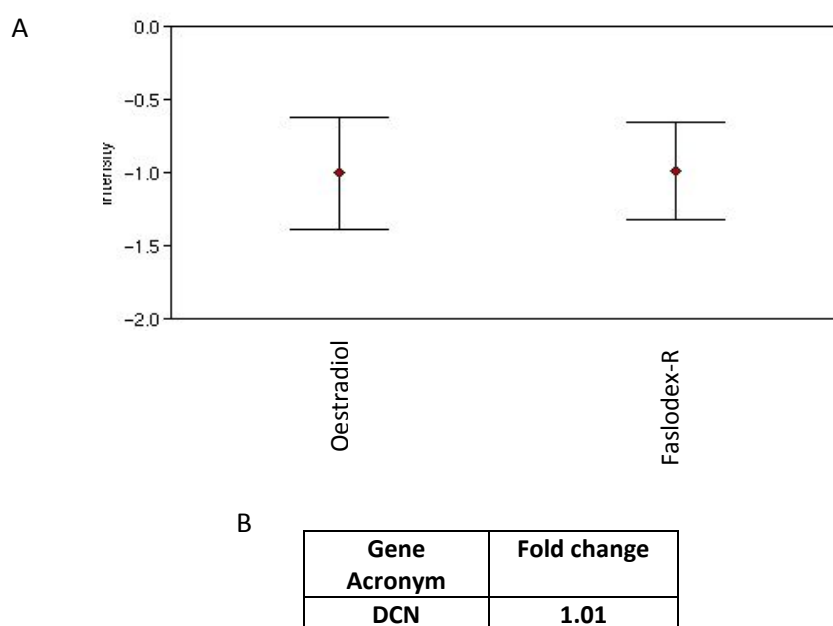 A
0.0
−0.5
−1.0
−1.5
−2.0
Oestradiol
Faslodex-R
B
Gene Fold change
Acronym
DCN 1.01